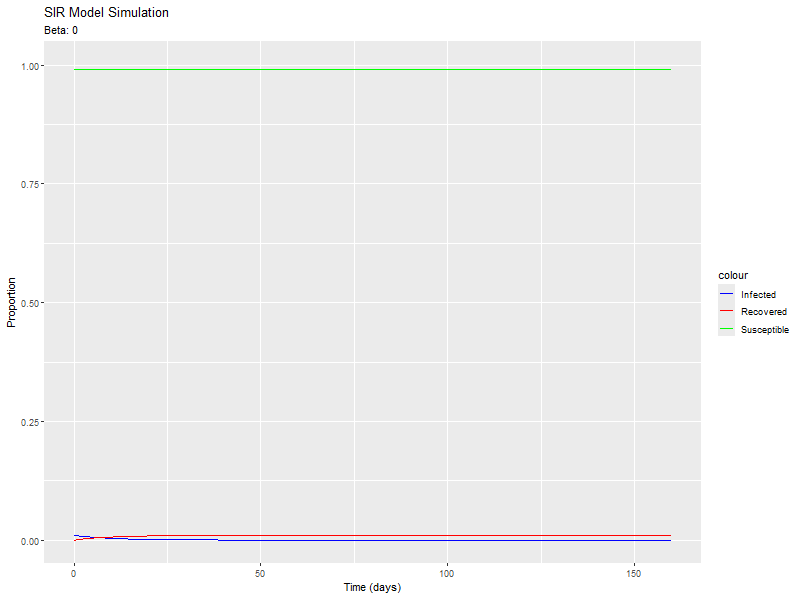 SIR Model Simulation
Beta: 0
1.00
0.75
0.50
0.25
0.00
Proportion
0
50
100
150
Time (days)
colour
Infected
Recovered
Susceptible